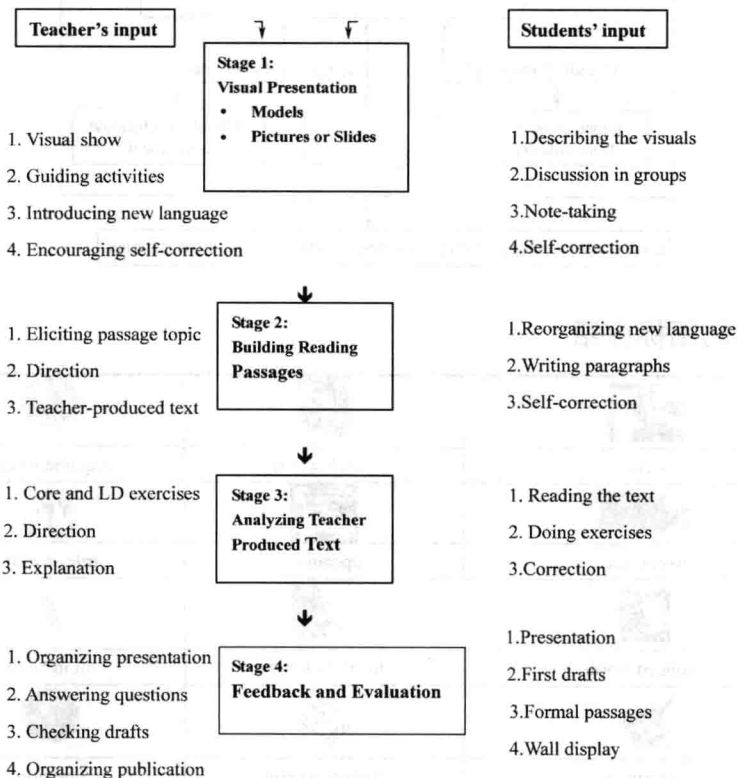 Teacher's input
Students' input
Stage 1:
Visual Presentation
• Models
• Pictures or Slides
1. Visual show
2. Guiding activities
3. Introducing new language
4. Encouraging self-correction
1.Describing the visuals
2.Discussion in groups
3.Note-taking
4.Self-correction
1. Eliciting passage topic
2. Direction
3. Teacher-produced text
Stage 2:
Building Reading
Passages
1.Reorganizing new language
2.Writing paragraphs
3.Self-correction
1. Core and LD exercises
2. Direction
3. Explanation
Stage 3:
Analyzing Teacher
Produced Text
1. Reading the text
2. Doing exercises
3.Correction
1. Organizing presentation
2. Answering questions
3. Checking drafts
4. Organizing publication
Stage 4:
Feedback and Evaluation
1.Presentation
2.First drafts
3.Formal passages
4.Wall display